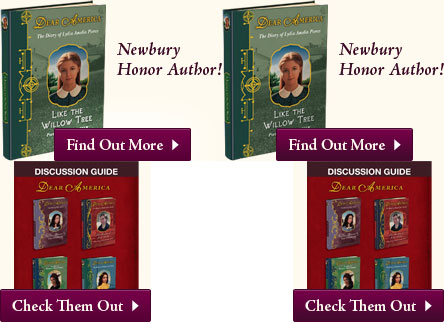 DEAR AMERICA
The Diary of Lydia Amelia Pierce
LIKE THE
WILLOW TREE
Newbury
Honor Author!
Find Out More
DEAR AMERICA
The Diary of Lydia Amelia Pierce
LIKE THE
WILLOW TREE
Newbury
Honor Author!
Find Out More
DISCUSSION GUIDE
DEAR AMERICA
Check Them Out
DISCUSSION GUIDE
DEAR AMERICA
Check Them Out